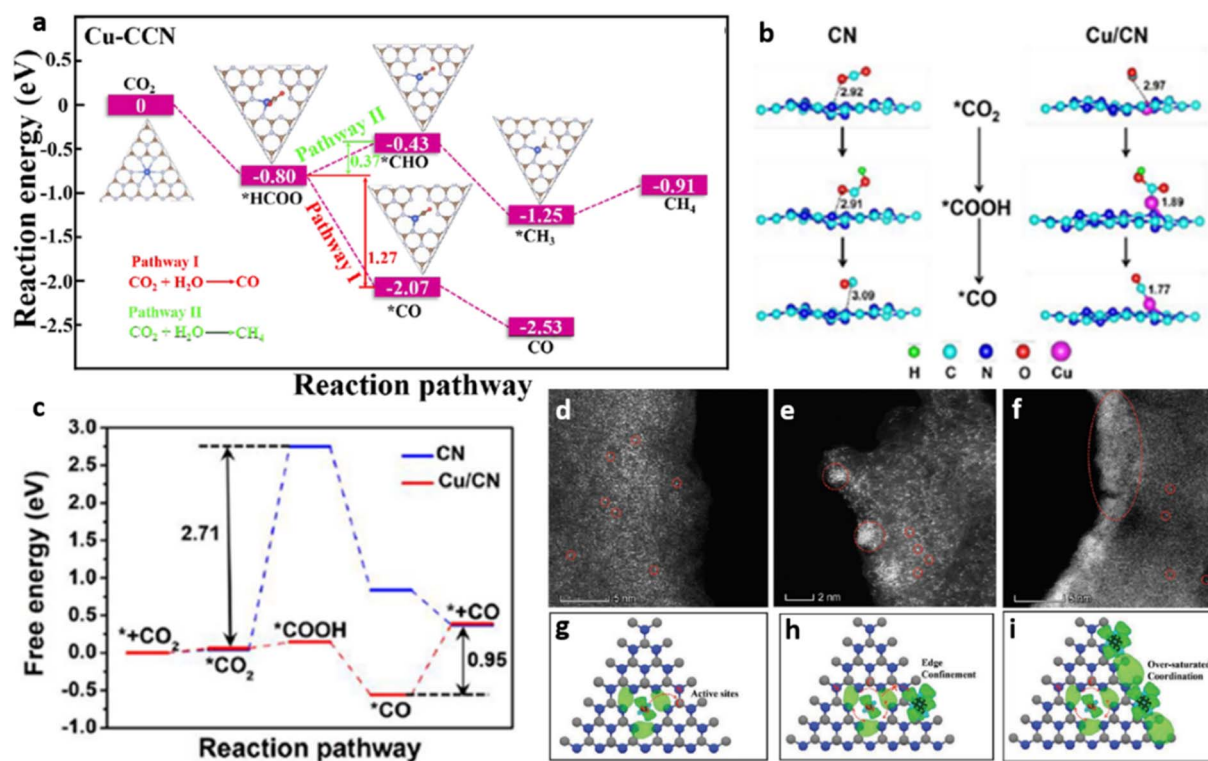 a
Cu-CCN
Reaction energy (eV)
0.5
0
-0.5
-1.0
-1.5
-2.0
-2.5
CO2
0
-0.80
*HCOO
Pathway II
0.37
-0.43
*CHO
-1.25
*CH3
-0.91
CH4
Pathway I
1.27
-2.07
*CO
-2.53
CO
Pathway I
CO2 + H2O CO
Pathway II
CO2 + H2O CH4
Reaction pathway
b
CN
Cu/CN
2.92
*CO2
2.97
2.91
*COOH
1.89
3.09
*CO
1.77
H C N O Cu
c
Free energy (eV)
3.0
2.5
2.0
1.5
1.0
0.5
0.0
-0.5
-1.0
CN
Cu/CN
2.71
*+CO2
*CO2
*COOH
*CO
*+CO
0.95
Reaction pathway
d
5 nm
e
2 nm
f
5 nm
g
Active sites
h
Edge
Confinement
i
Over-saturated
Coordination